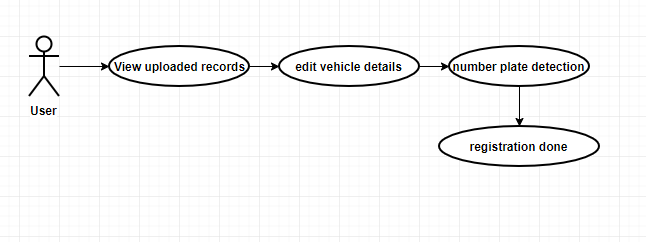 View uploaded records
edit vehicle details
number plate detection
User
registration done